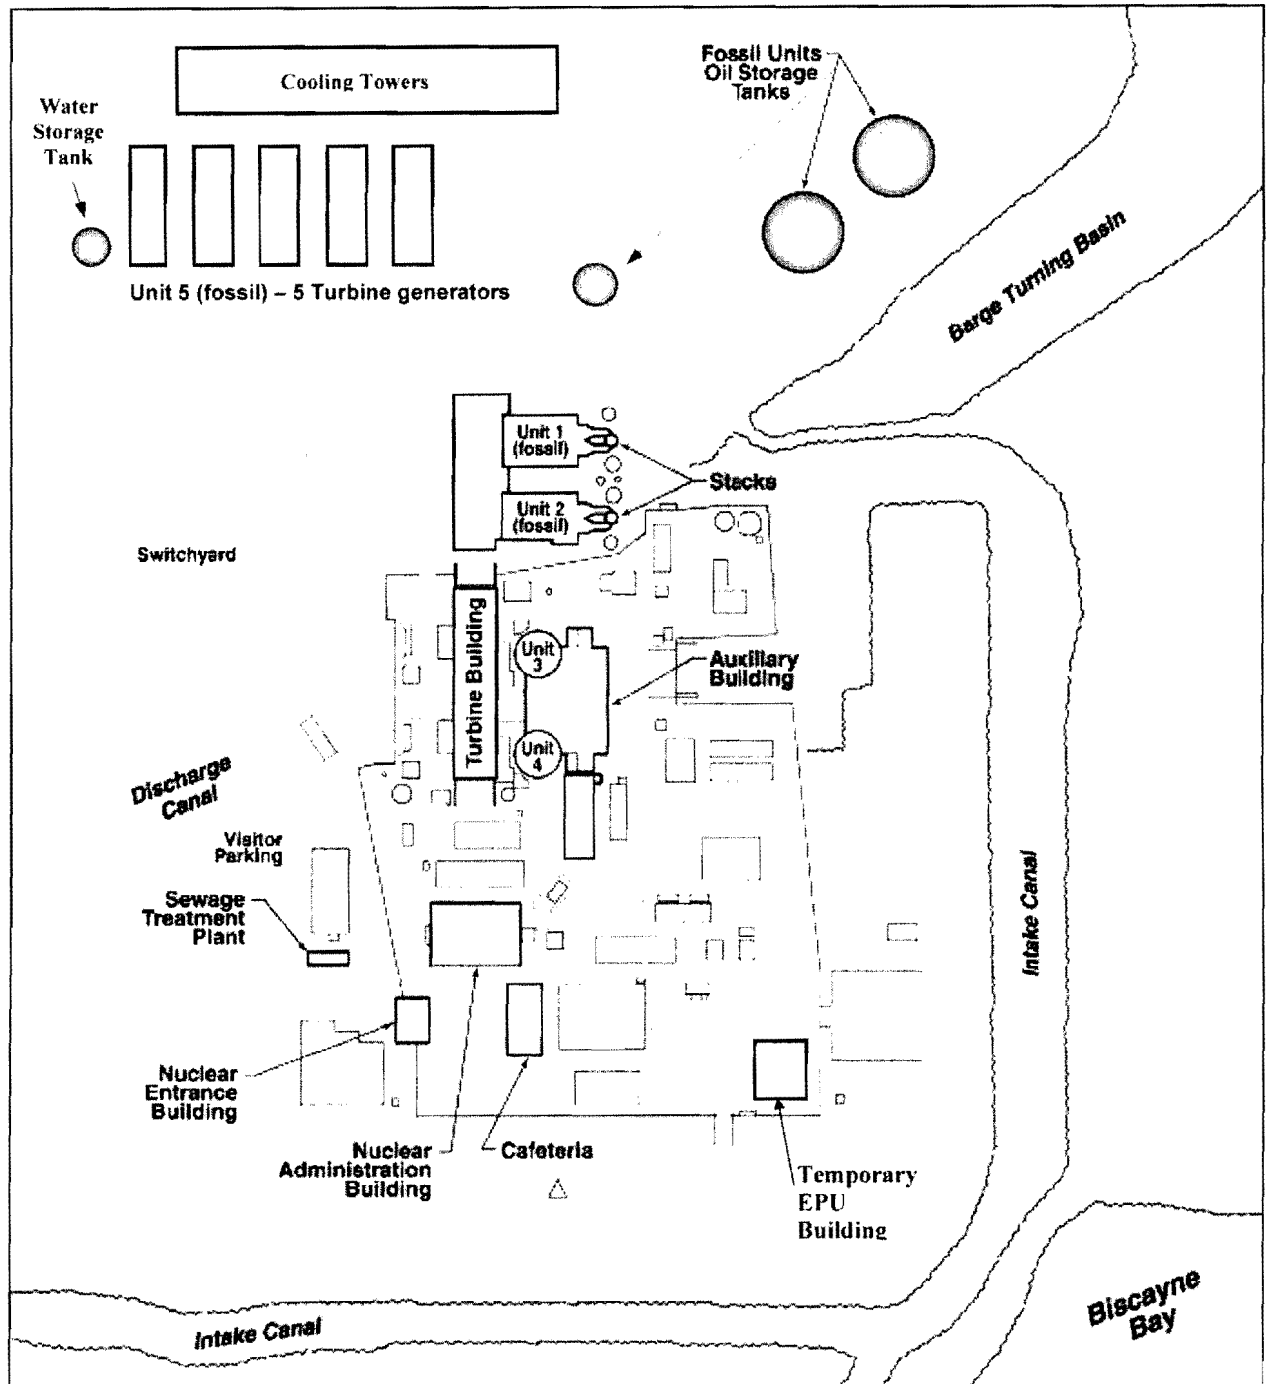 Cooling Towers
Water
Storage
Tank
Fossil Units
Oil Storage
Tanks
Unit 5 (fossil) – 5 Turbine generators
Barge Turning Basin
Unit 1
(fossil)
Stacks
Unit 2
(fossil)
Switchyard
Turbine Building
Unit
3
Auxiliary
Building
Unit
4
Discharge
Canal
Visitor
Parking
Sewage
Treatment
Plant
Intake Canal
Nuclear
Entrance
Building
Nuclear
Administration
Building
Cafeteria
Temporary
EPU
Building
Biscayne
Bay
Intake Canal